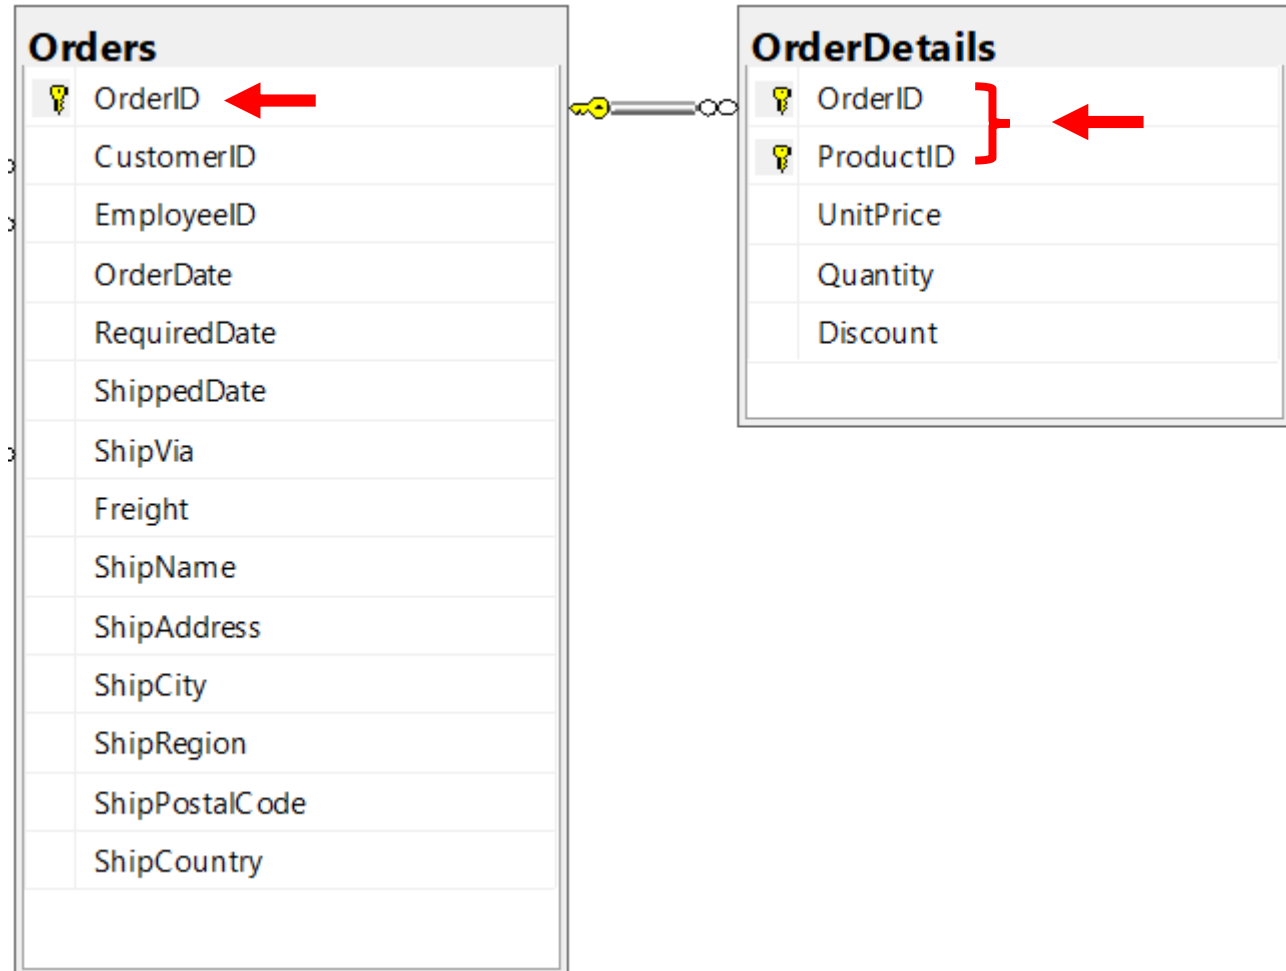 Orders
OrderID
CustomerID
EmployeeID
OrderDate
RequiredDate
ShippedDate
ShipVia
Freight
ShipName
ShipAddress
ShipCity
ShipRegion
ShipPostalCode
ShipCountry
OrderDetails
OrderID
ProductID
UnitPrice
Quantity
Discount